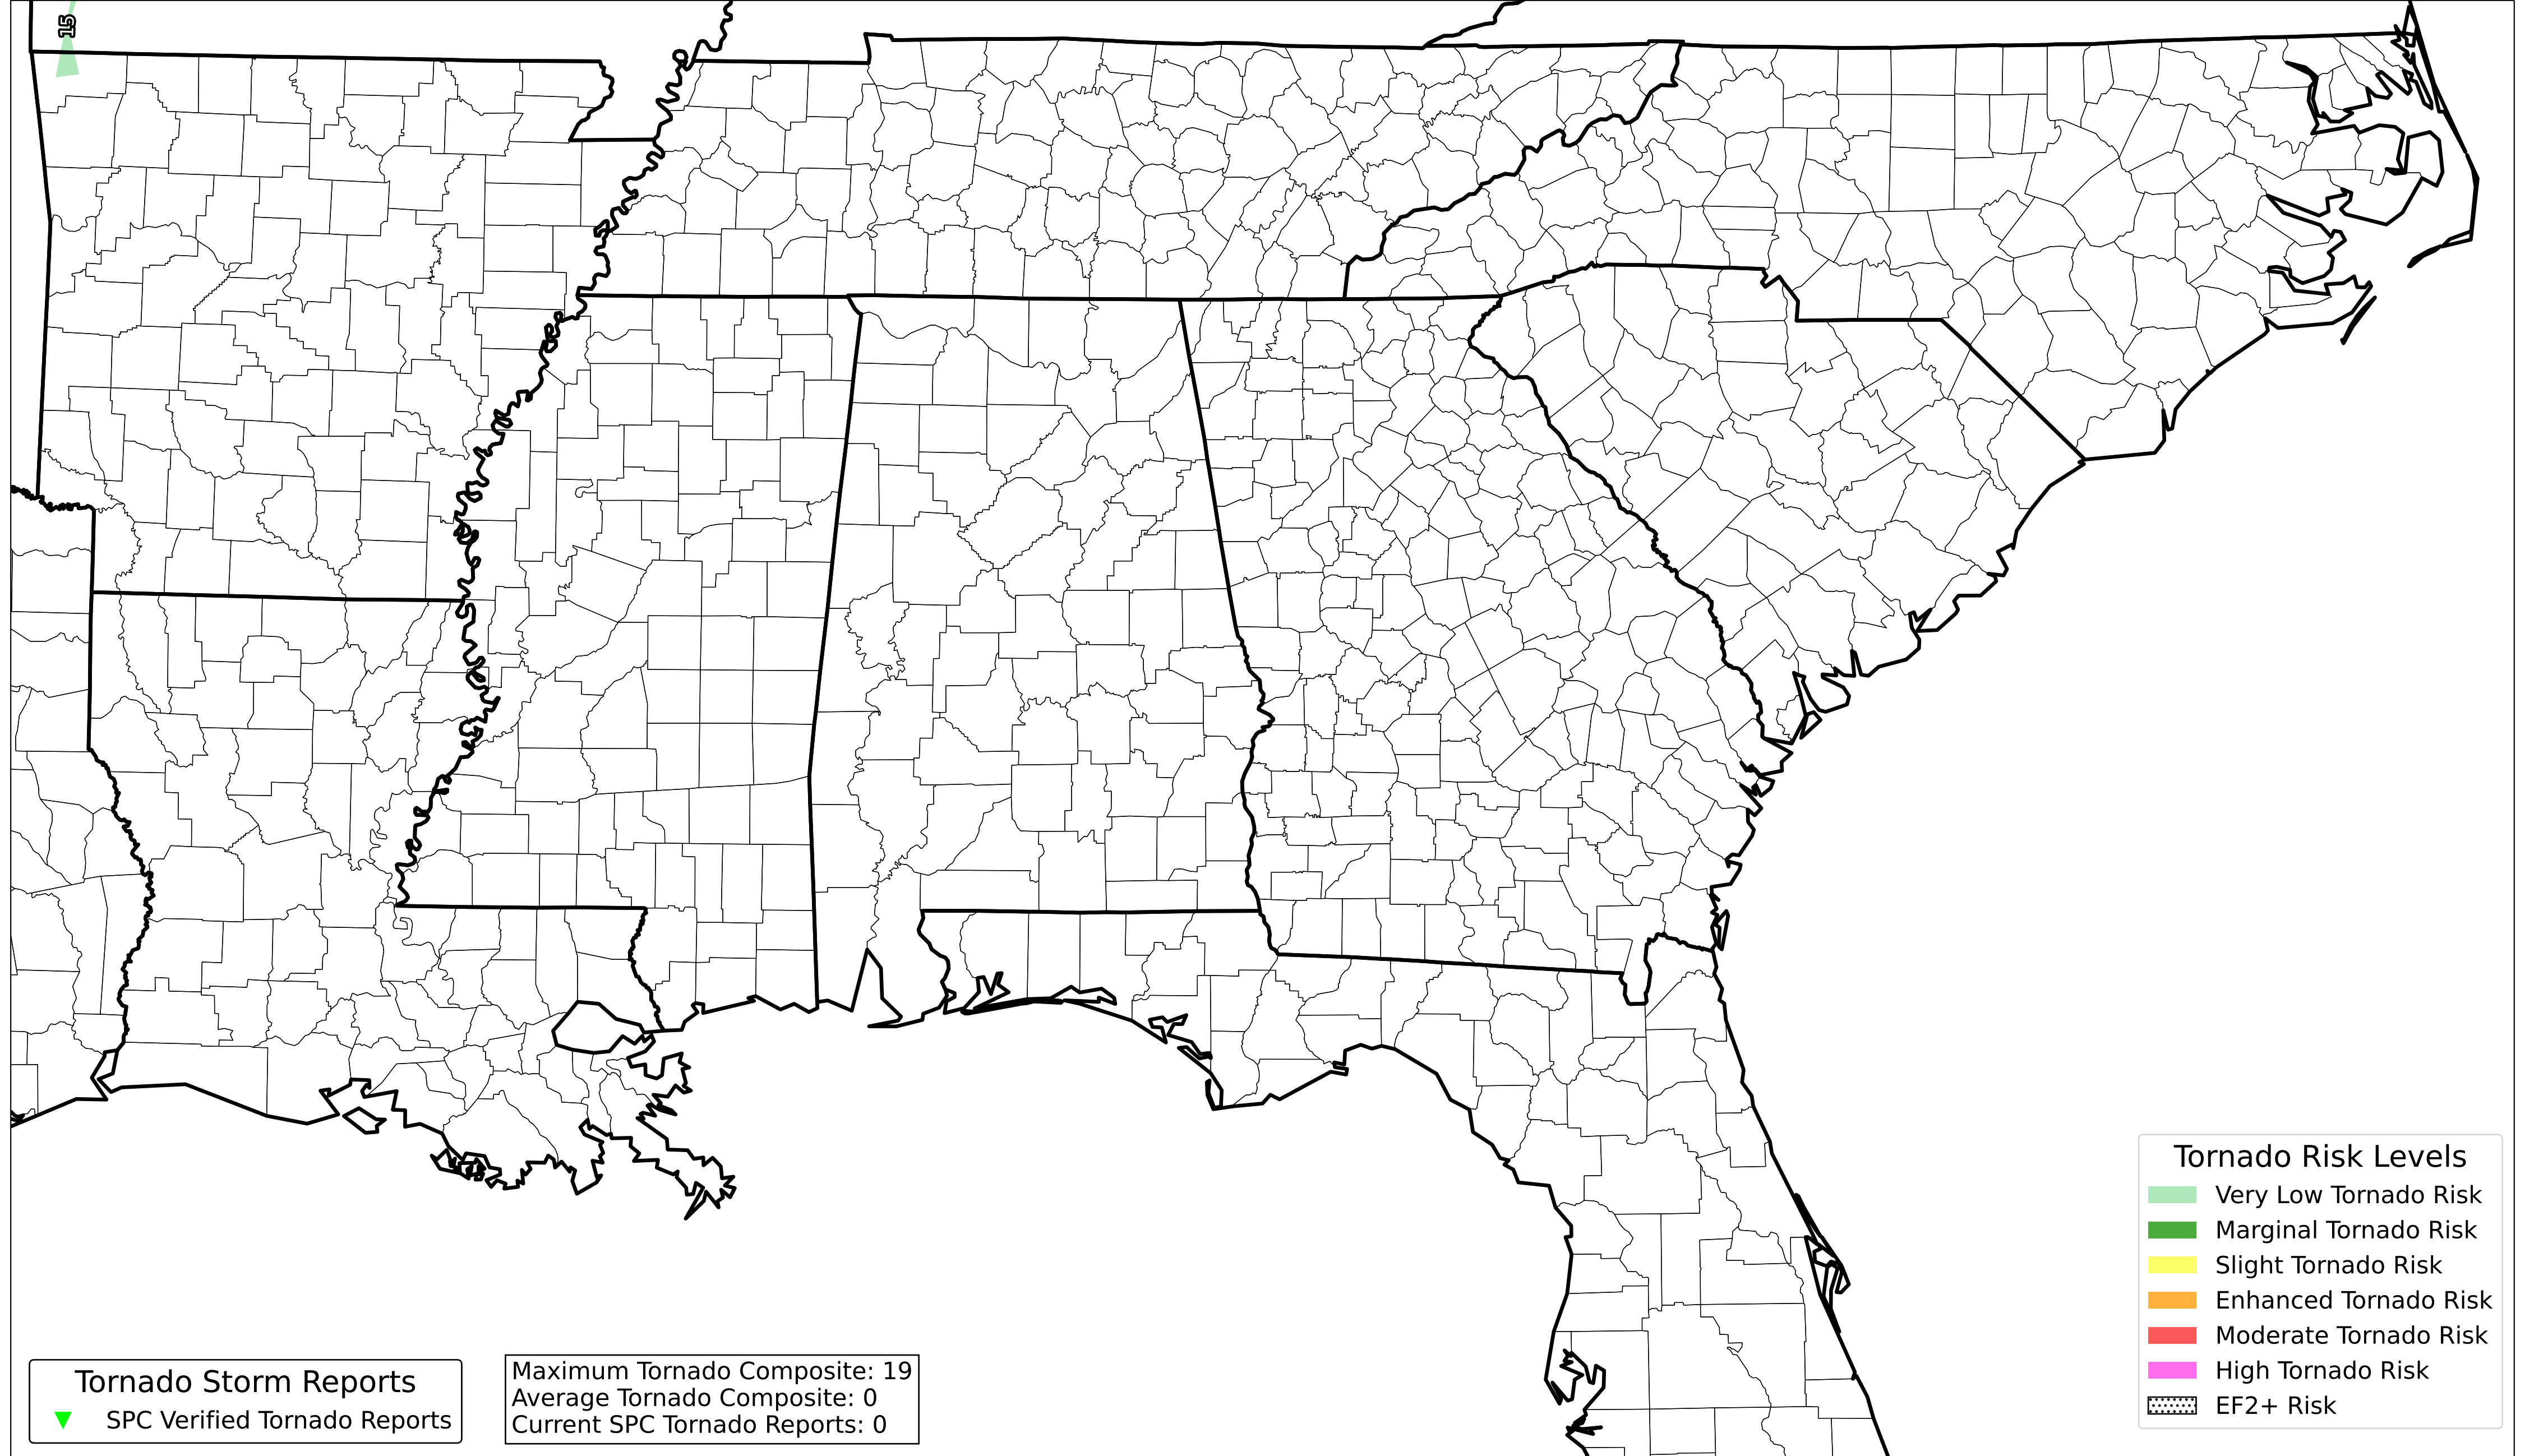 15
Tornado Risk Levels
Very Low Tornado Risk
Marginal Tornado Risk
Slight Tornado Risk
Enhanced Tornado Risk
Moderate Tornado Risk
High Tornado Risk
EF2+ Risk
Tornado Storm Reports
SPC Verified Tornado Reports
Maximum Tornado Composite: 19
Average Tornado Composite: 0
Current SPC Tornado Reports: 0